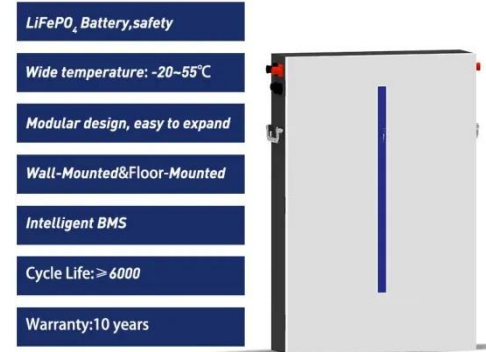 LiFePO₄ Battery,safety
Wide temperature: -20~55℃
Modular design, easy to expand
Wall-Mounted&Floor-Mounted
Intelligent BMS
Cycle Life:≥6000
Warranty:10 years